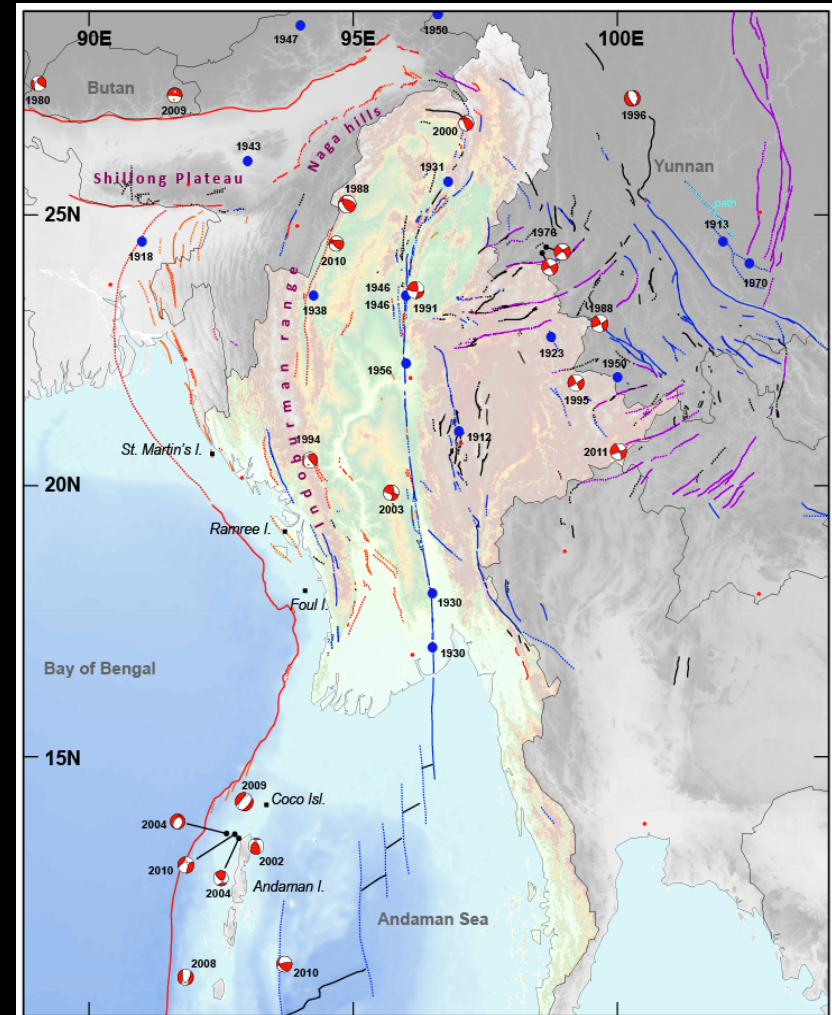 90E
95E
100E
1947
1950
Butan
1980
2009
1996
2000
Naga hills
1943
Yunnan
1931
Shillong Plateau
1988
path
25N
1913
1976
1918
2010
1970
1946
1946
1991
1938
1988
Indoburman range
1923
1950
1956
1995
1912
St. Martin's I.
1994
2011
20N
2003
Ramree I.
Foul I.
1930
1930
Bay of Bengal
15N
2009
Coco Isl.
2004
2002
2010
2004
Andaman I.
Andaman Sea
2008
2010